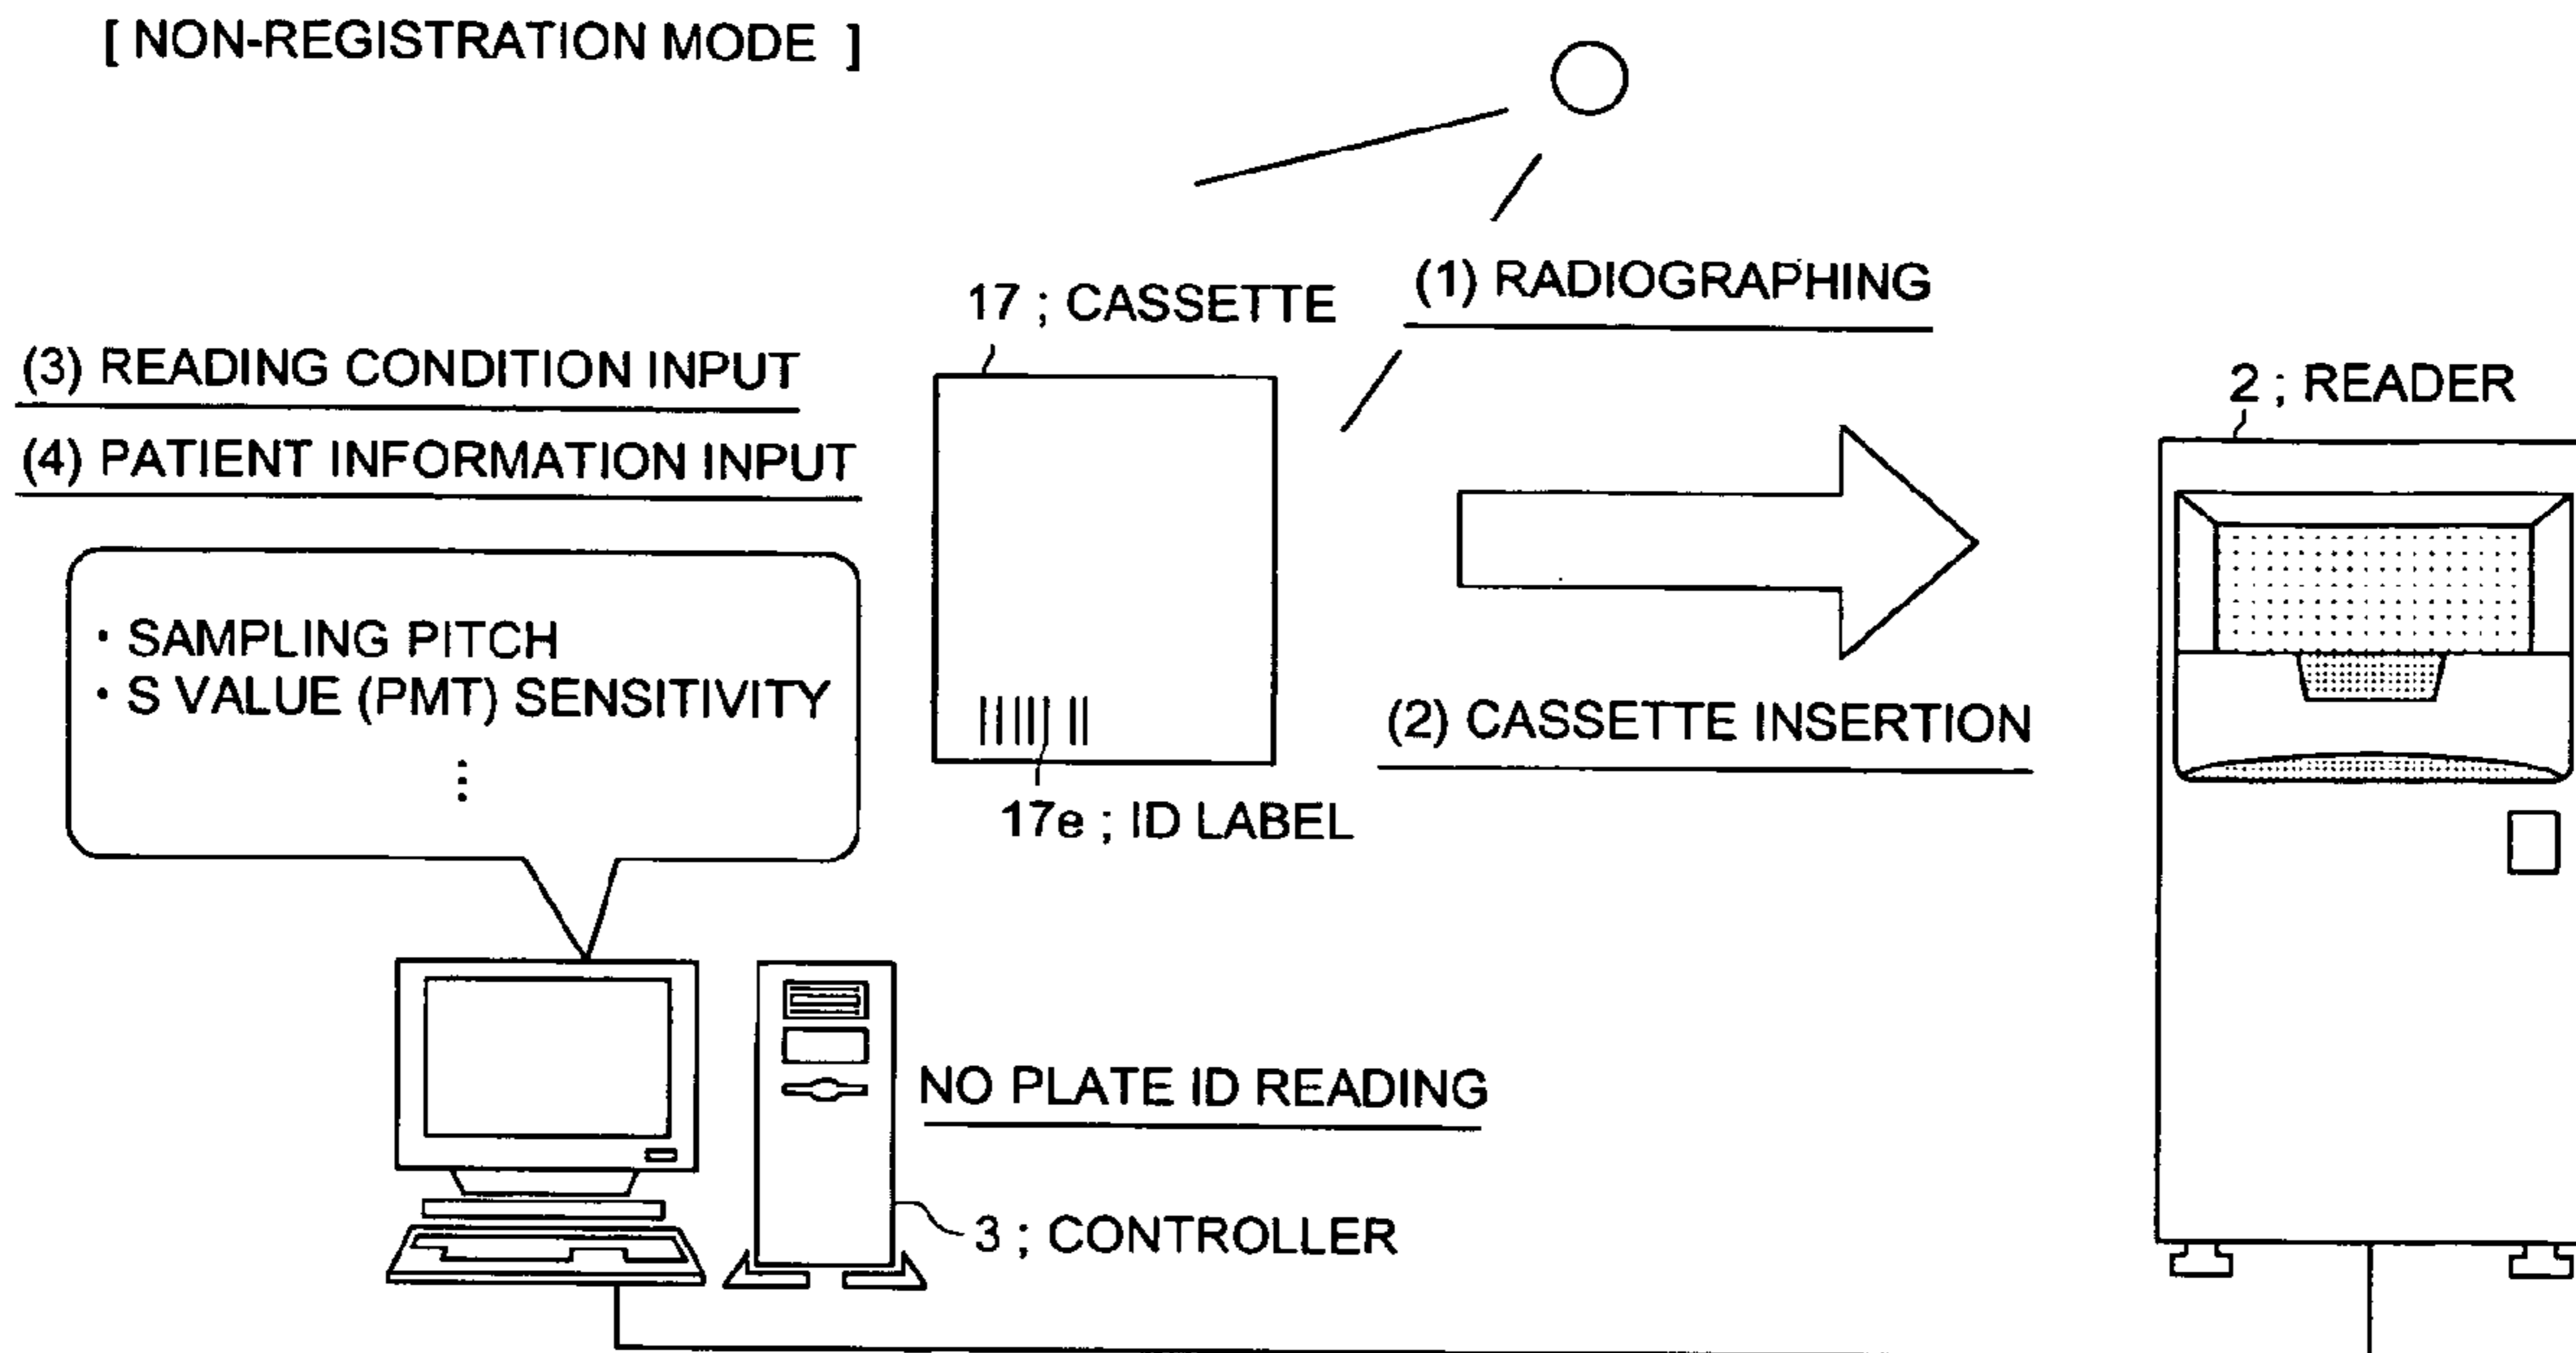 [ NON-REGISTRATION MODE ]
(1) RADIOGRAPHING
17 ; CASSETTE
(3) READING CONDITION INPUT
(4) PATIENT INFORMATION INPUT
2 ; READER
· SAMPLING PITCH
· S VALUE (PMT) SENSITIVITY
⋮
(2) CASSETTE INSERTION
17e ; ID LABEL
NO PLATE ID READING
3 ; CONTROLLER